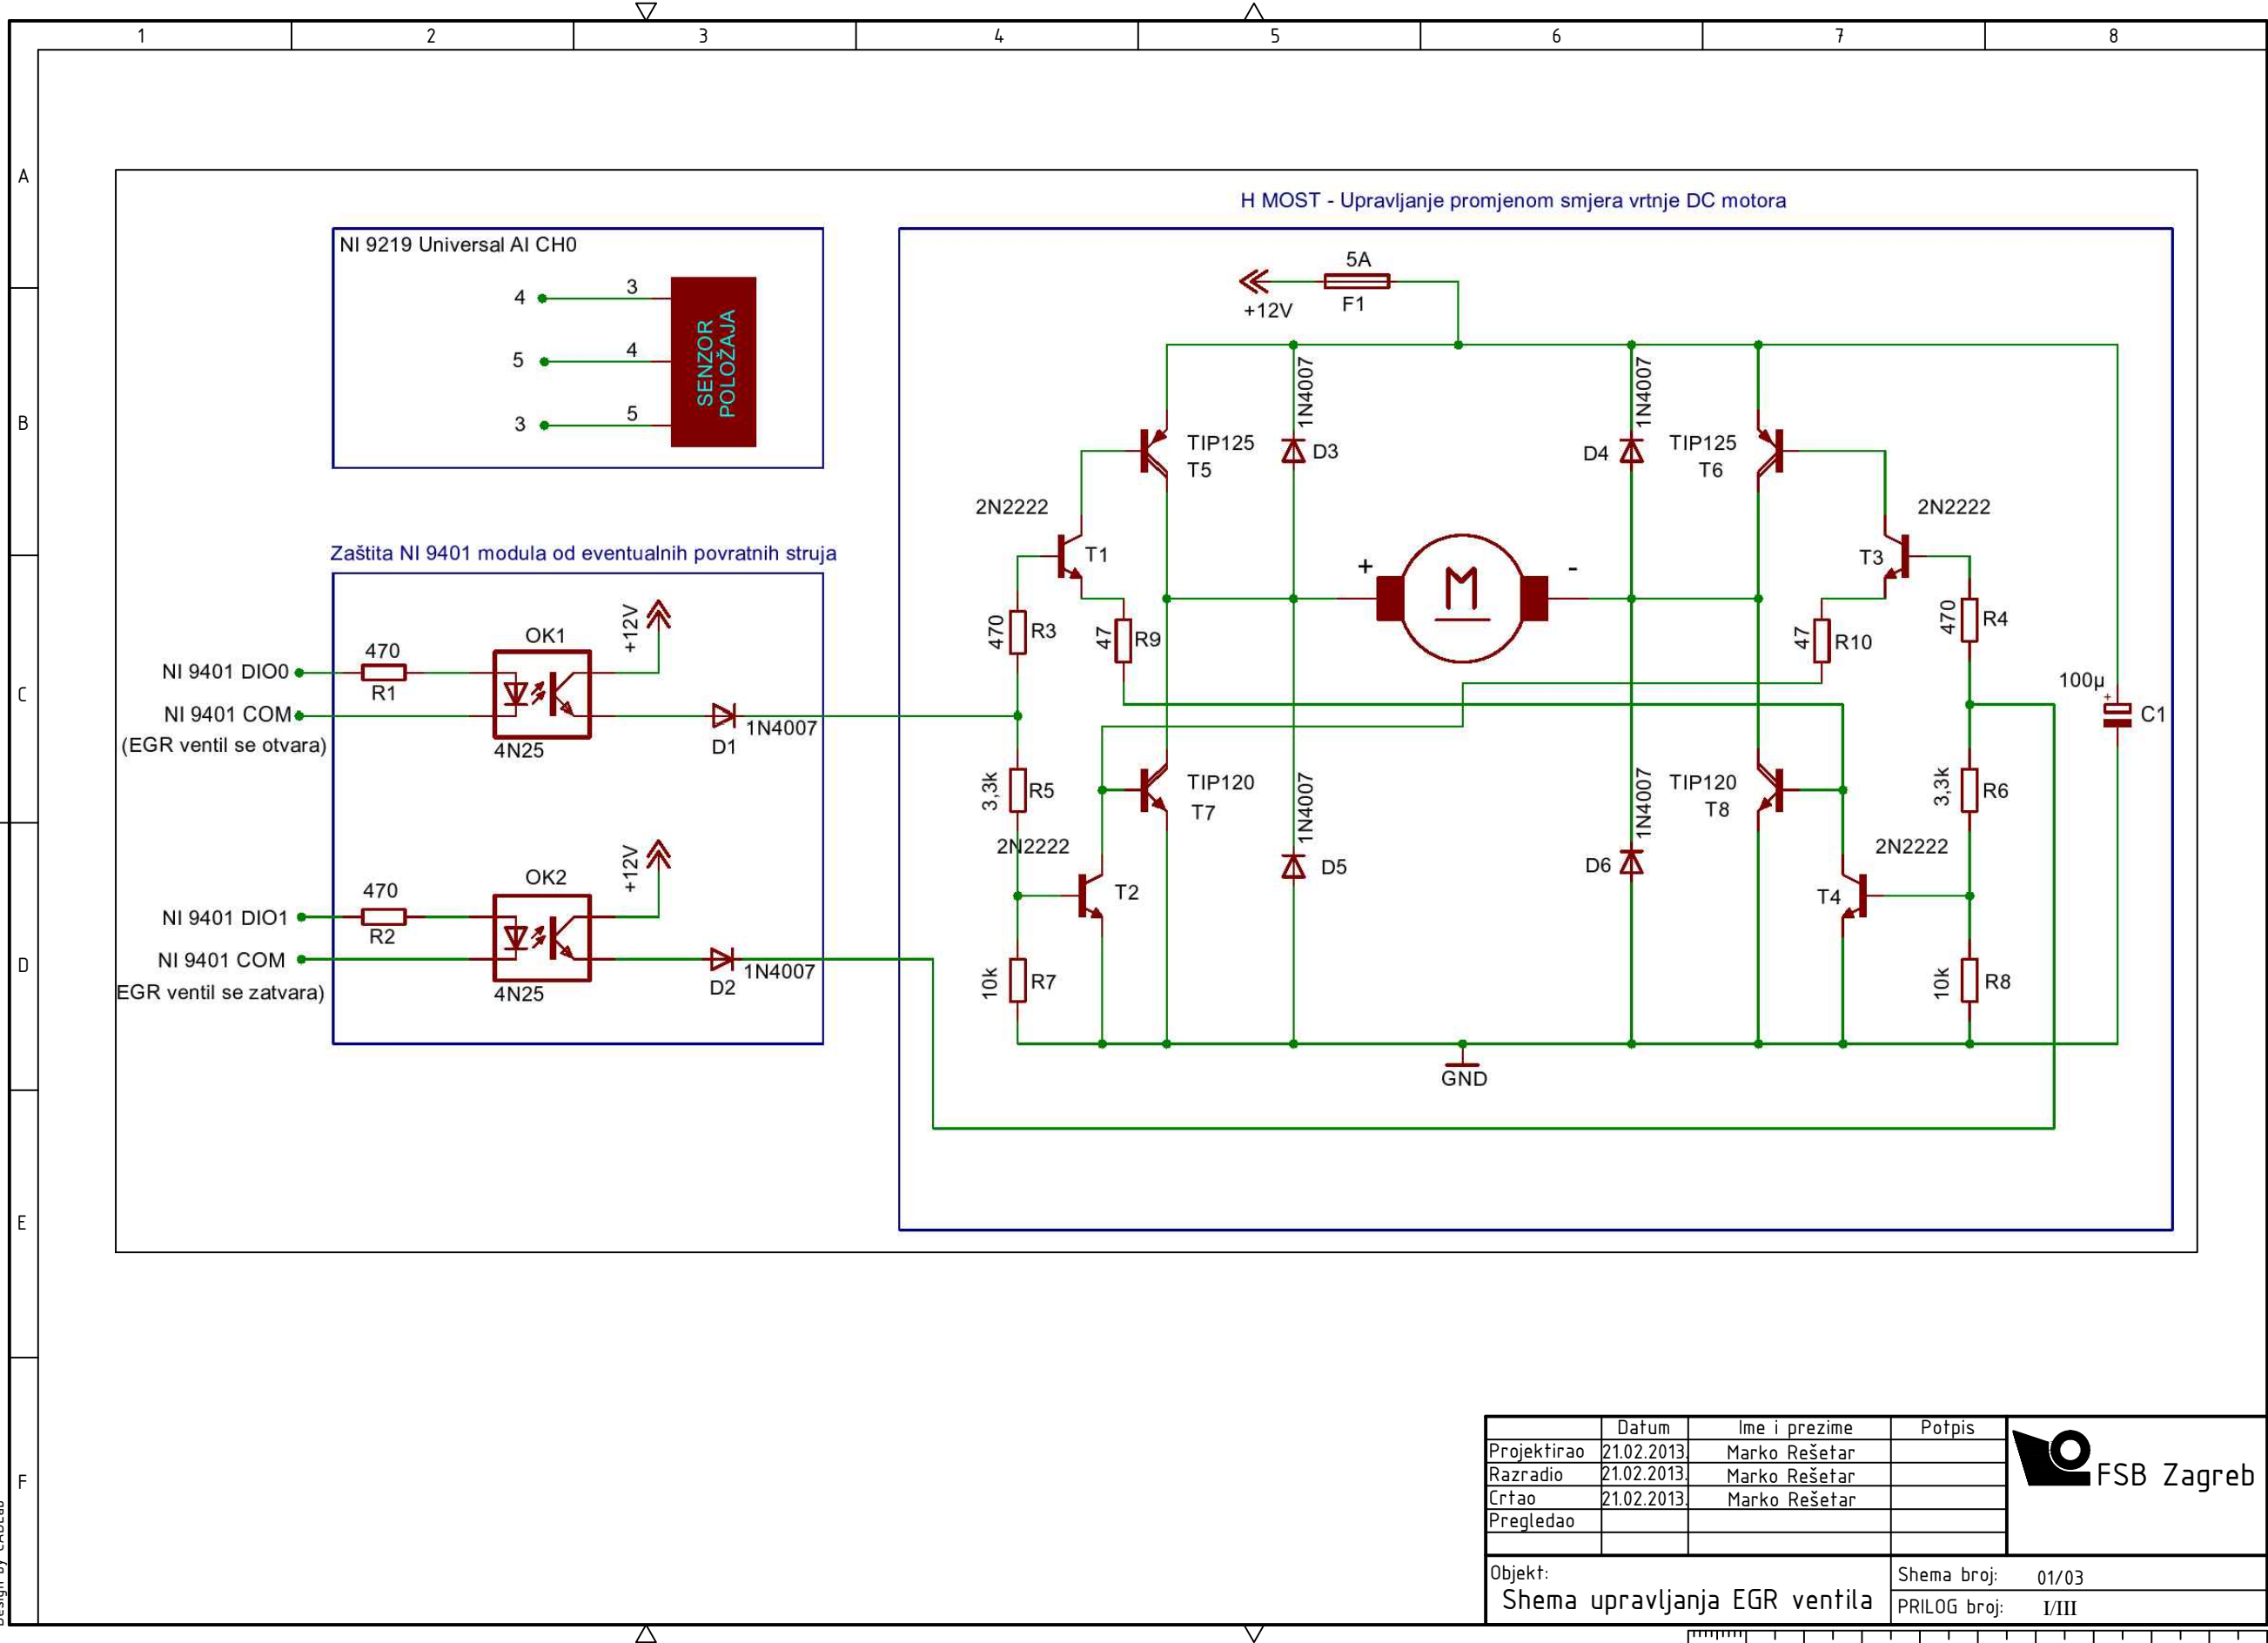 1 2 3 4 5 6 7 8
A
B
C
D
E
F
H MOST - Upravljanje promjenom smjera vrtnje DC motora
NI 9219 Universal AI CH0
4 3
5 4
3 5
SENZOR
POLOŽAJA
Zaštita NI 9401 modula od eventualnih povratnih struja
NI 9401 DIO0
NI 9401 COM
(EGR ventil se otvara)
470
R1
OK1
4N25
+12V
1N4007
D1
NI 9401 DIO1
NI 9401 COM
EGR ventil se zatvara)
470
R2
OK2
4N25
+12V
1N4007
D2
5A
+12V
F1
TIP125
T5
1N4007
D3
1N4007
D4
TIP125
T6
2N2222
T1
2N2222
T3
+
M
-
470
R3
47
R9
47
R10
470
R4
100µ
+
C1
3,3k
R5
TIP120
T7
1N4007
D5
1N4007
D6
TIP120
T8
3,3k
R6
2N2222
T2
2N2222
T4
10k
R7
10k
R8
GND
Datum Ime i prezime Potpis
Projektirao 21.02.2013. Marko Rešetar
Razradio 21.02.2013. Marko Rešetar
Crtao 21.02.2013. Marko Rešetar
Pregledao
FSB Zagreb
Objekt:
Shema upravljanja EGR ventila
Shema broj: 01/03
PRILOG broj: I/III